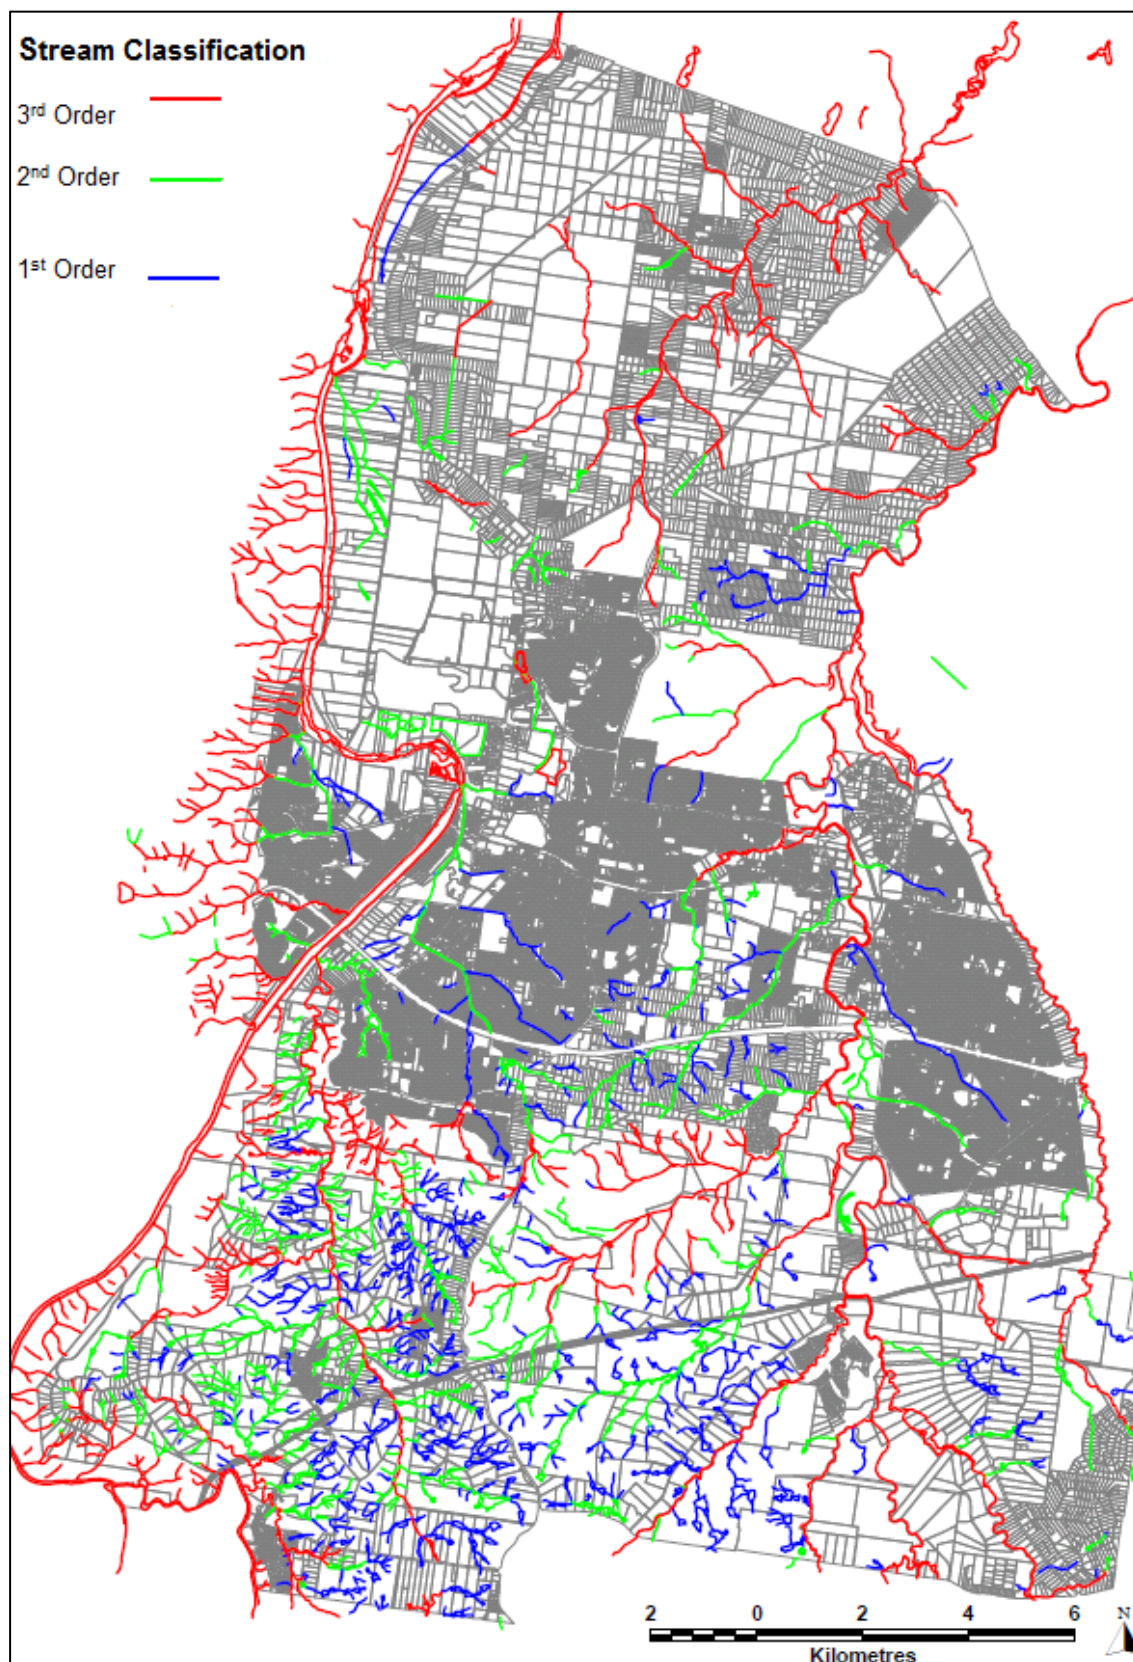 Stream Classification
3rd Order
2nd Order
1st Order
2 0 2 4 6 N
Kilometres